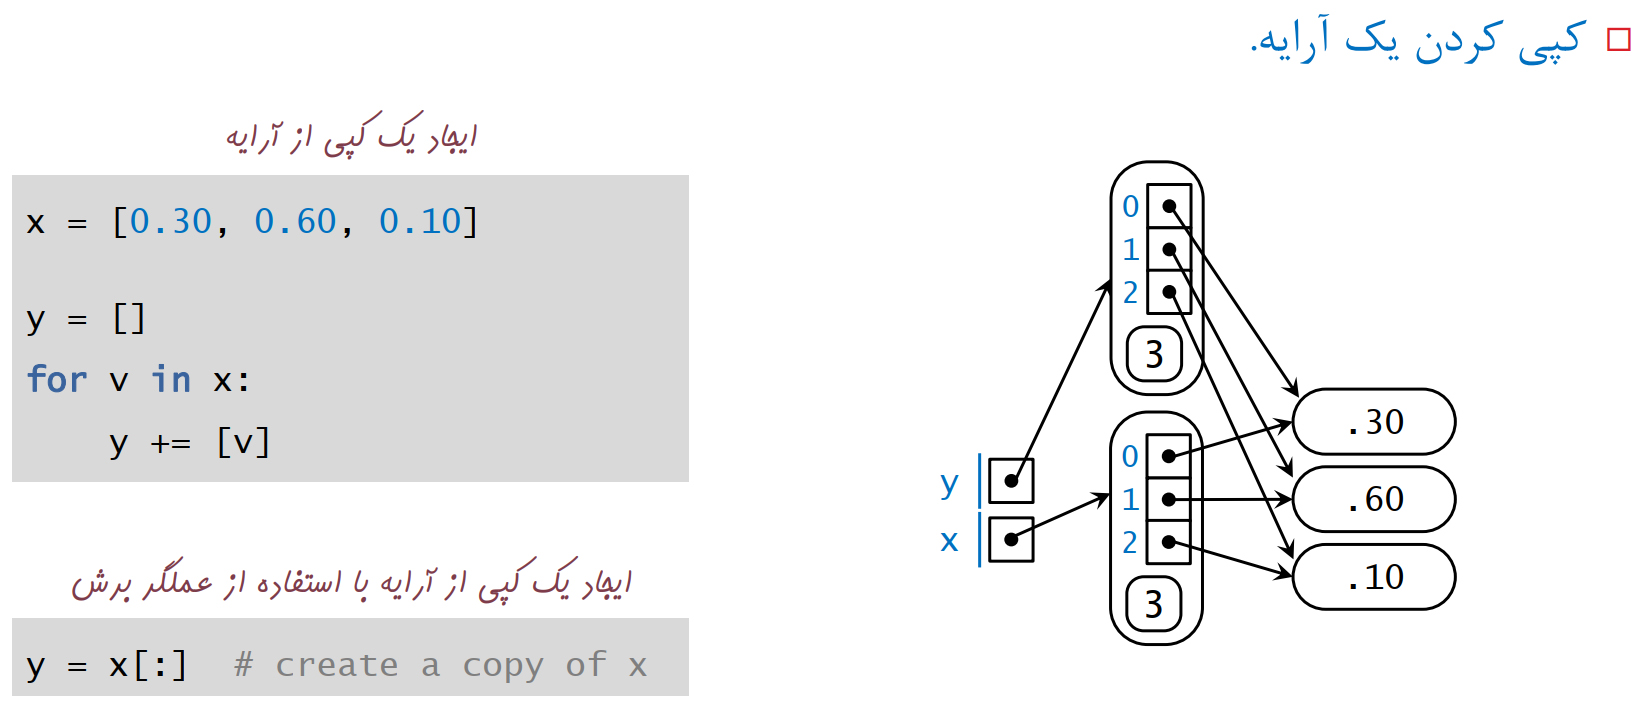 کپی کردن یک آرایه.
ایجاد یک کپی از آرایه
x = [0.30, 0.60, 0.10]
y = []
for v in x:
    y += [v]
ایجاد یک کپی از آرایه با استفاده از عملگر برش
y = x[:]  # create a copy of x
0
1
2
3
y
x
0
1
2
3
.30
.60
.10